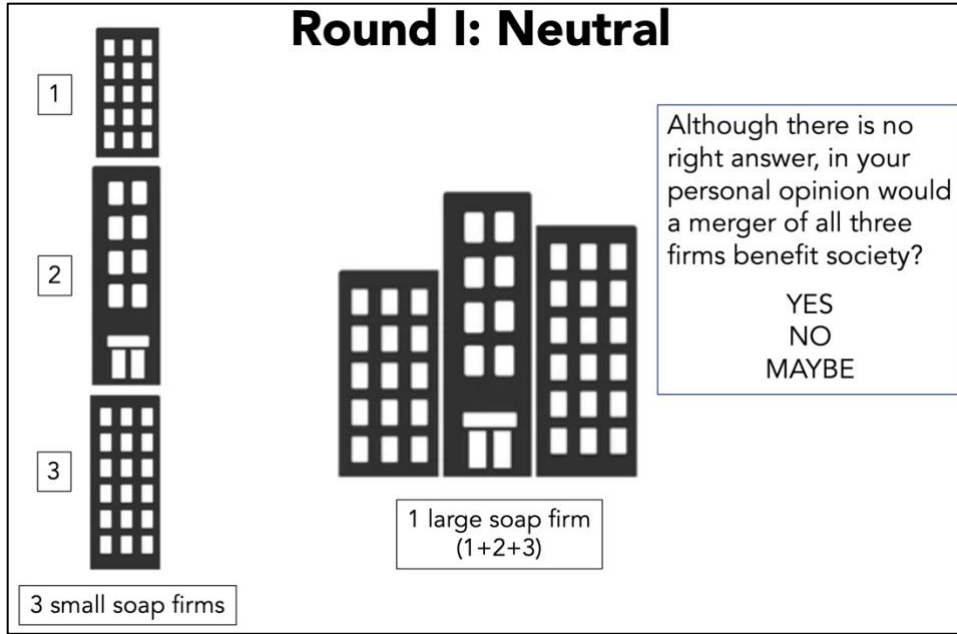 Round I: Neutral
1
2
3
3 small soap firms
1 large soap firm
(1+2+3)
Although there is no
right answer, in your
personal opinion would
a merger of all three
firms benefit society?
YES
NO
MAYBE